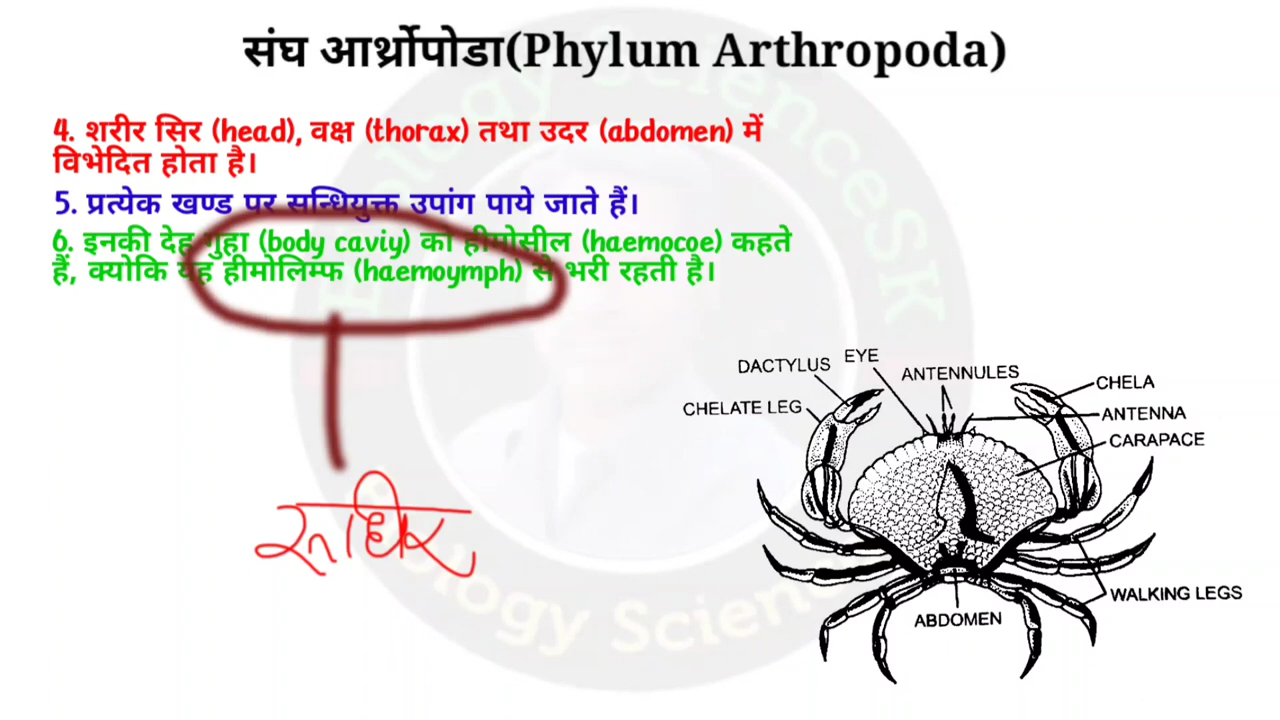 संघ आर्थ्रोपोडा(Phylum Arthropoda)
4. शरीर सिर (head), वक्ष (thorax) तथा उदर (abdomen) में
विभेदित होता है।
5. प्रत्येक खण्ड पर सन्धियुक्त उपांग पाये जाते हैं।
6. इनकी देह गुहा (body caviy) को हीमोसील (haemocoe) कहते
हैं, क्योकि यह हीमोलिम्फ (haemoymph) से भरी रहती है।
रूधिर
DACTYLUS
EYE
ANTENNULES
CHELA
CHELATE LEG
ANTENNA
CARAPACE
WALKING LEGS
ABDOMEN